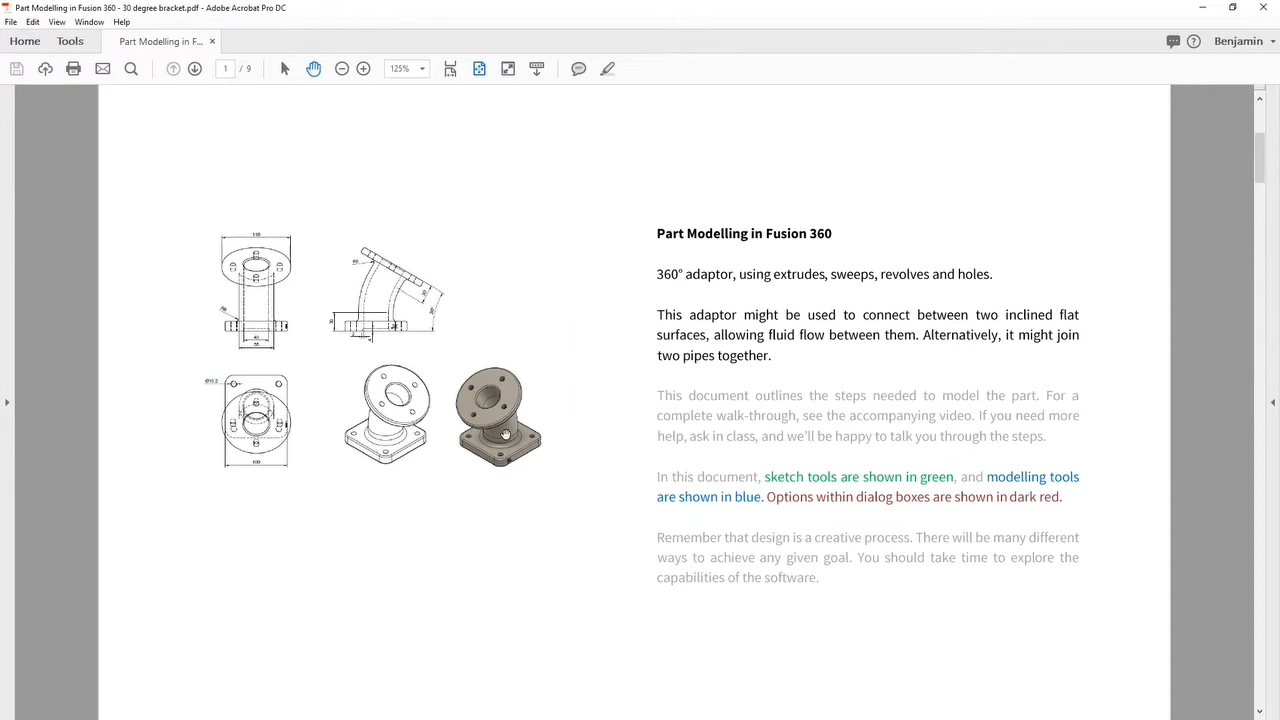 Part Modelling in Fusion 360 - 30 degree bracket.pdf - Adobe Acrobat Pro DC
File Edit View Window Help
Home Tools Part Modelling in F... Benjamin
1 / 9 125%
Part Modelling in Fusion 360
360° adaptor, using extrudes, sweeps, revolves and holes.
This adaptor might be used to connect between two inclined flat
surfaces, allowing fluid flow between them. Alternatively, it might join
two pipes together.
This document outlines the steps needed to model the part. For a
complete walk-through, see the accompanying video. If you need more
help, ask in class, and we'll be happy to talk you through the steps.
In this document, sketch tools are shown in green, and modelling tools
are shown in blue. Options within dialog boxes are shown in dark red.
Remember that design is a creative process. There will be many different
ways to achieve any given goal. You should take time to explore the
capabilities of the software.
100